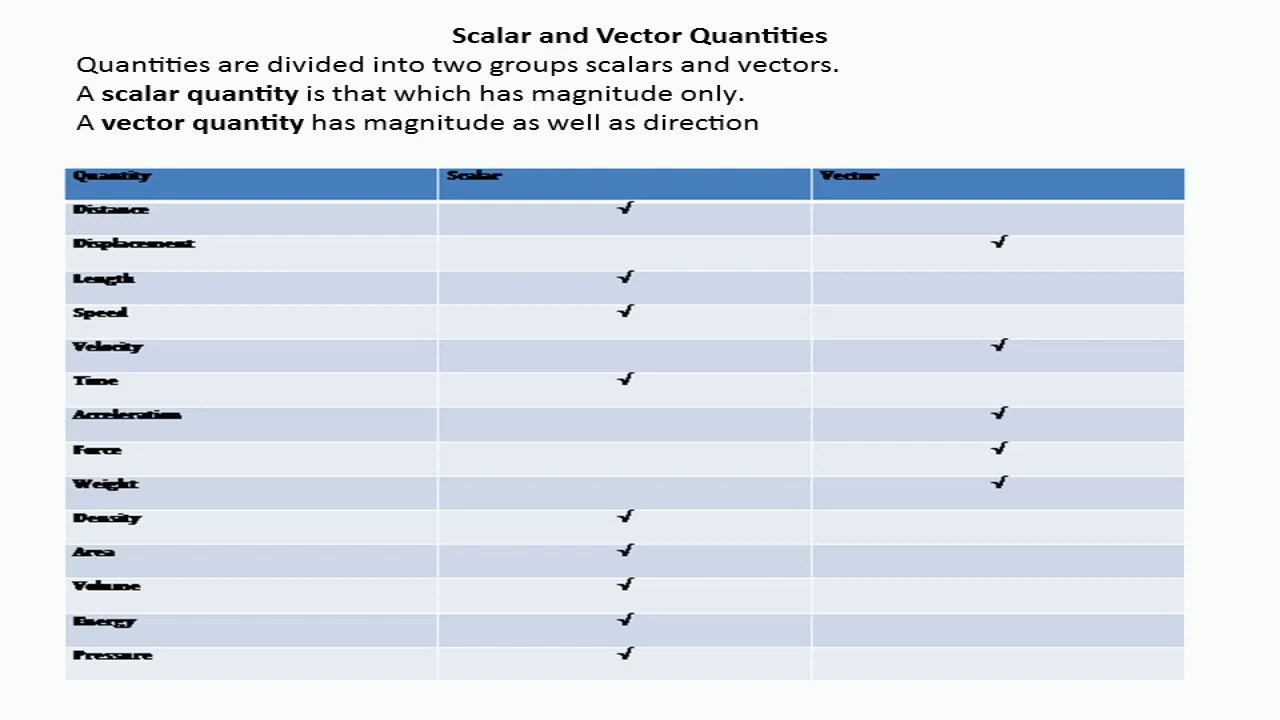 Scalar and Vector Quantities
Quantities are divided into two groups scalars and vectors.
A scalar quantity is that which has magnitude only.
A vector quantity has magnitude as well as direction
Quantity Scalar Vector
Distance √
Displacement √
Length √
Speed √
Velocity √
Time √
Acceleration √
Force √
Weight √
Density √
Area √
Volume √
Energy √
Pressure √